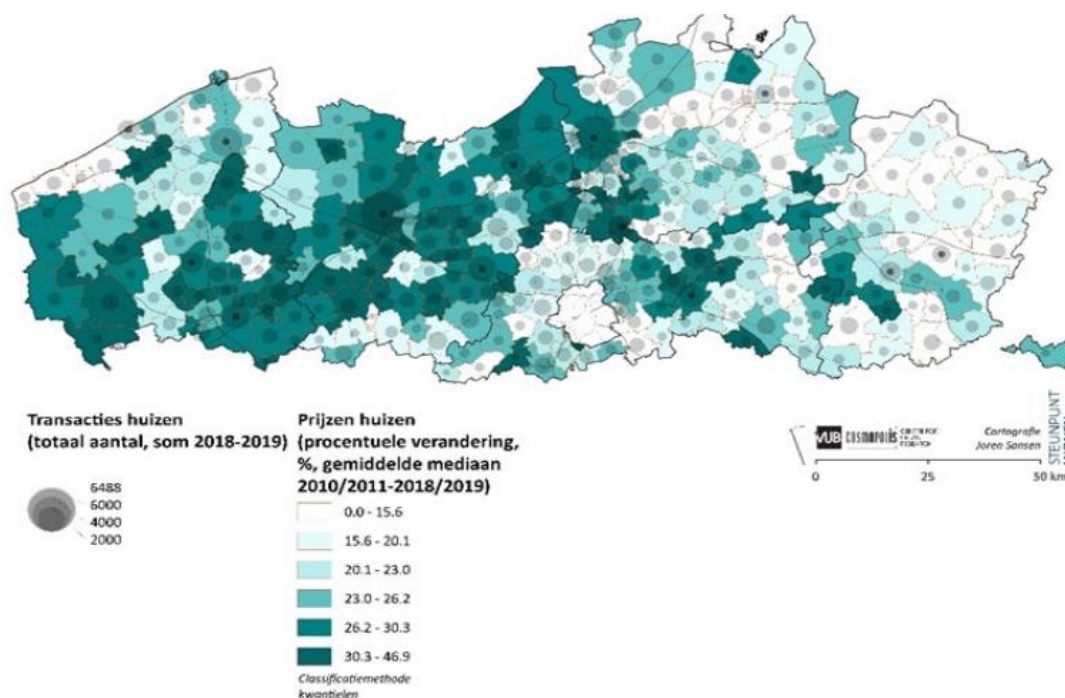 Transacties huizen
(totaal aantal, som 2018-2019)
6488
6000
4000
2000
Prijzen huizen
(procentuele verandering,
%, gemiddelde mediaan
2010/2011-2018/2019)
0.0 - 15.6
15.6 - 20.1
20.1 - 23.0
23.0 - 26.2
26.2 - 30.3
30.3 - 46.9
Classificatiemethode
kwantielen
VUB COSMOPOLIS
Cartografie
Joren Sansen
0 25 50 km
STEUNPUNT